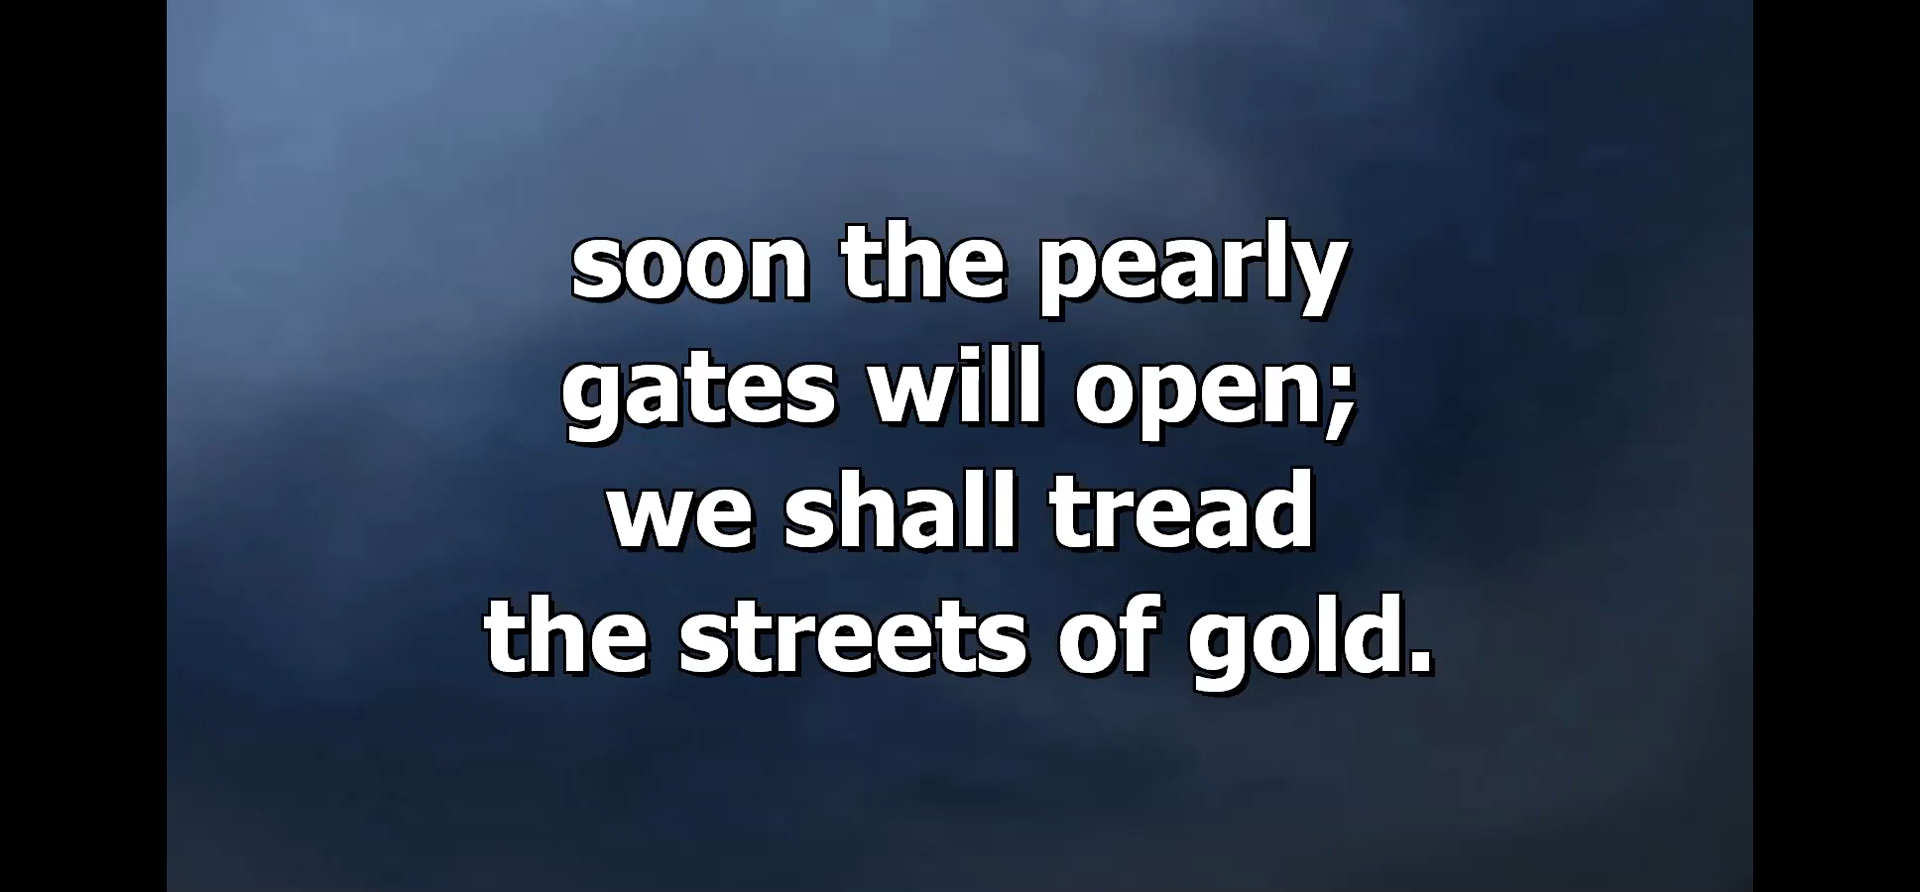 soon the pearly
gates will open;
we shall tread
the streets of gold.